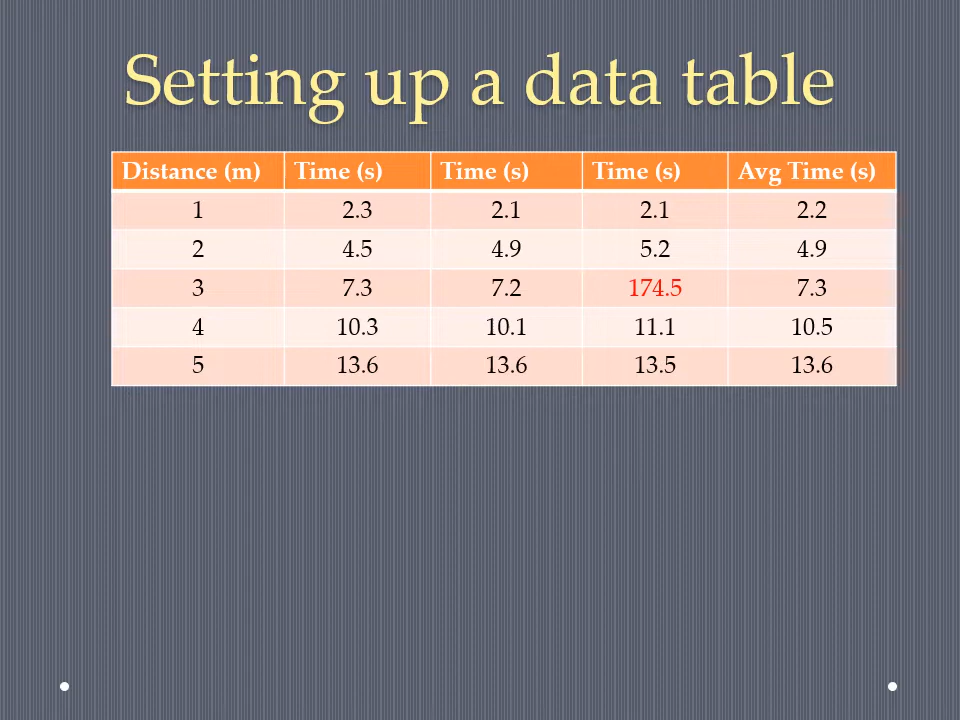 Setting up a data table
Distance (m) Time (s) Time (s) Time (s) Avg Time (s)
1 2.3 2.1 2.1 2.2
2 4.5 4.9 5.2 4.9
3 7.3 7.2 174.5 7.3
4 10.3 10.1 11.1 10.5
5 13.6 13.6 13.5 13.6